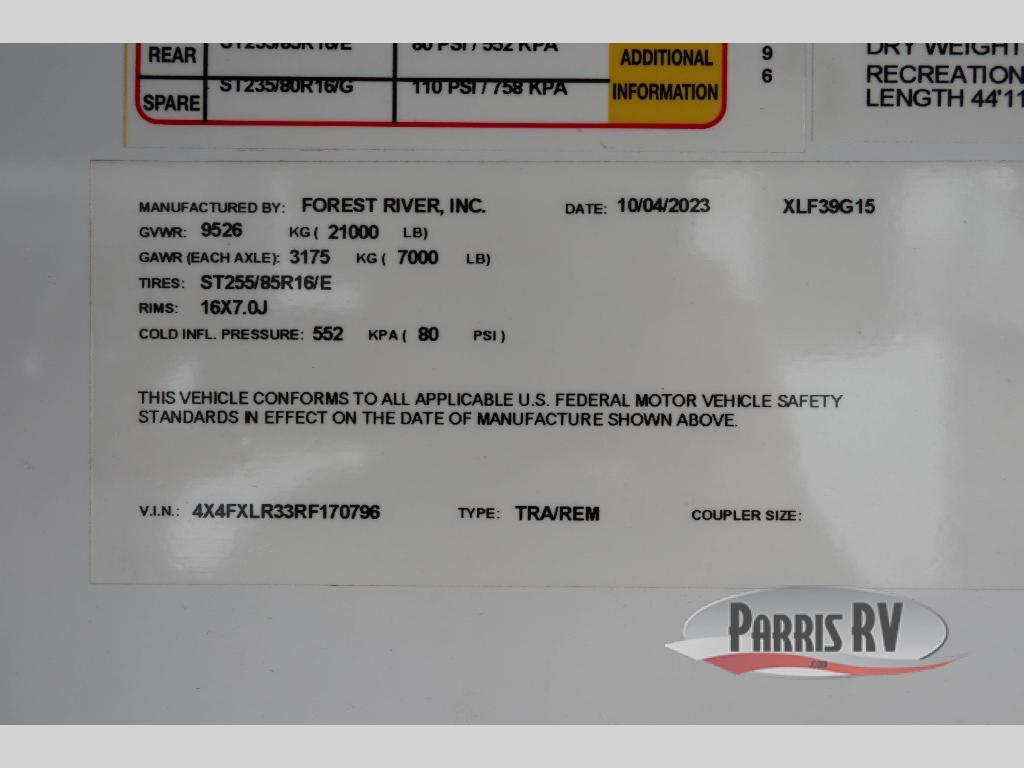 REAR ST255/85R16/E 80 PSI / 552 KPA ADDITIONAL
SPARE ST235/80R16/G 110 PSI / 758 KPA INFORMATION
9
6
DRY WEIGHT
RECREATION
LENGTH 44'11
MANUFACTURED BY: FOREST RIVER, INC. DATE: 10/04/2023 XLF39G15
GVWR: 9526 KG ( 21000 LB)
GAWR (EACH AXLE): 3175 KG ( 7000 LB)
TIRES: ST255/85R16/E
RIMS: 16X7.0J
COLD INFL. PRESSURE: 552 KPA ( 80 PSI )
THIS VEHICLE CONFORMS TO ALL APPLICABLE U.S. FEDERAL MOTOR VEHICLE SAFETY
STANDARDS IN EFFECT ON THE DATE OF MANUFACTURE SHOWN ABOVE.
V.I.N.: 4X4FXLR33RF170796 TYPE: TRA/REM COUPLER SIZE:
PARRIS RV
.com